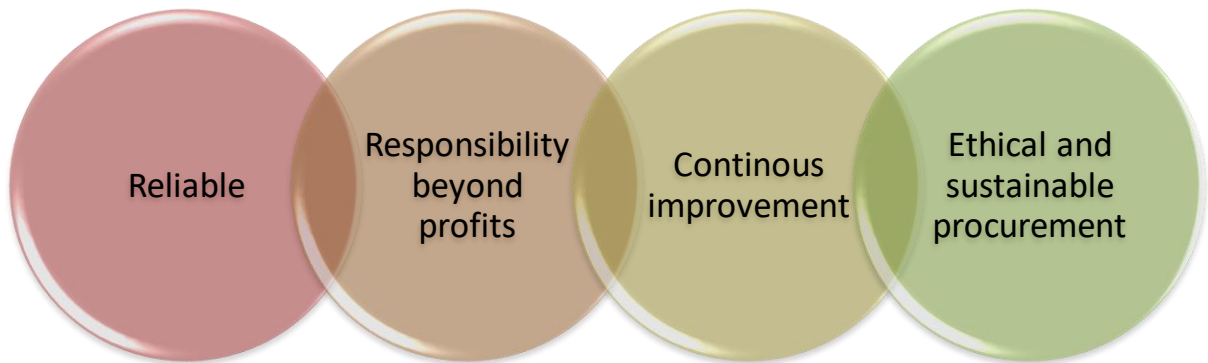 Reliable
Responsibility
beyond
profits
Continous
improvement
Ethical and
sustainable
procurement